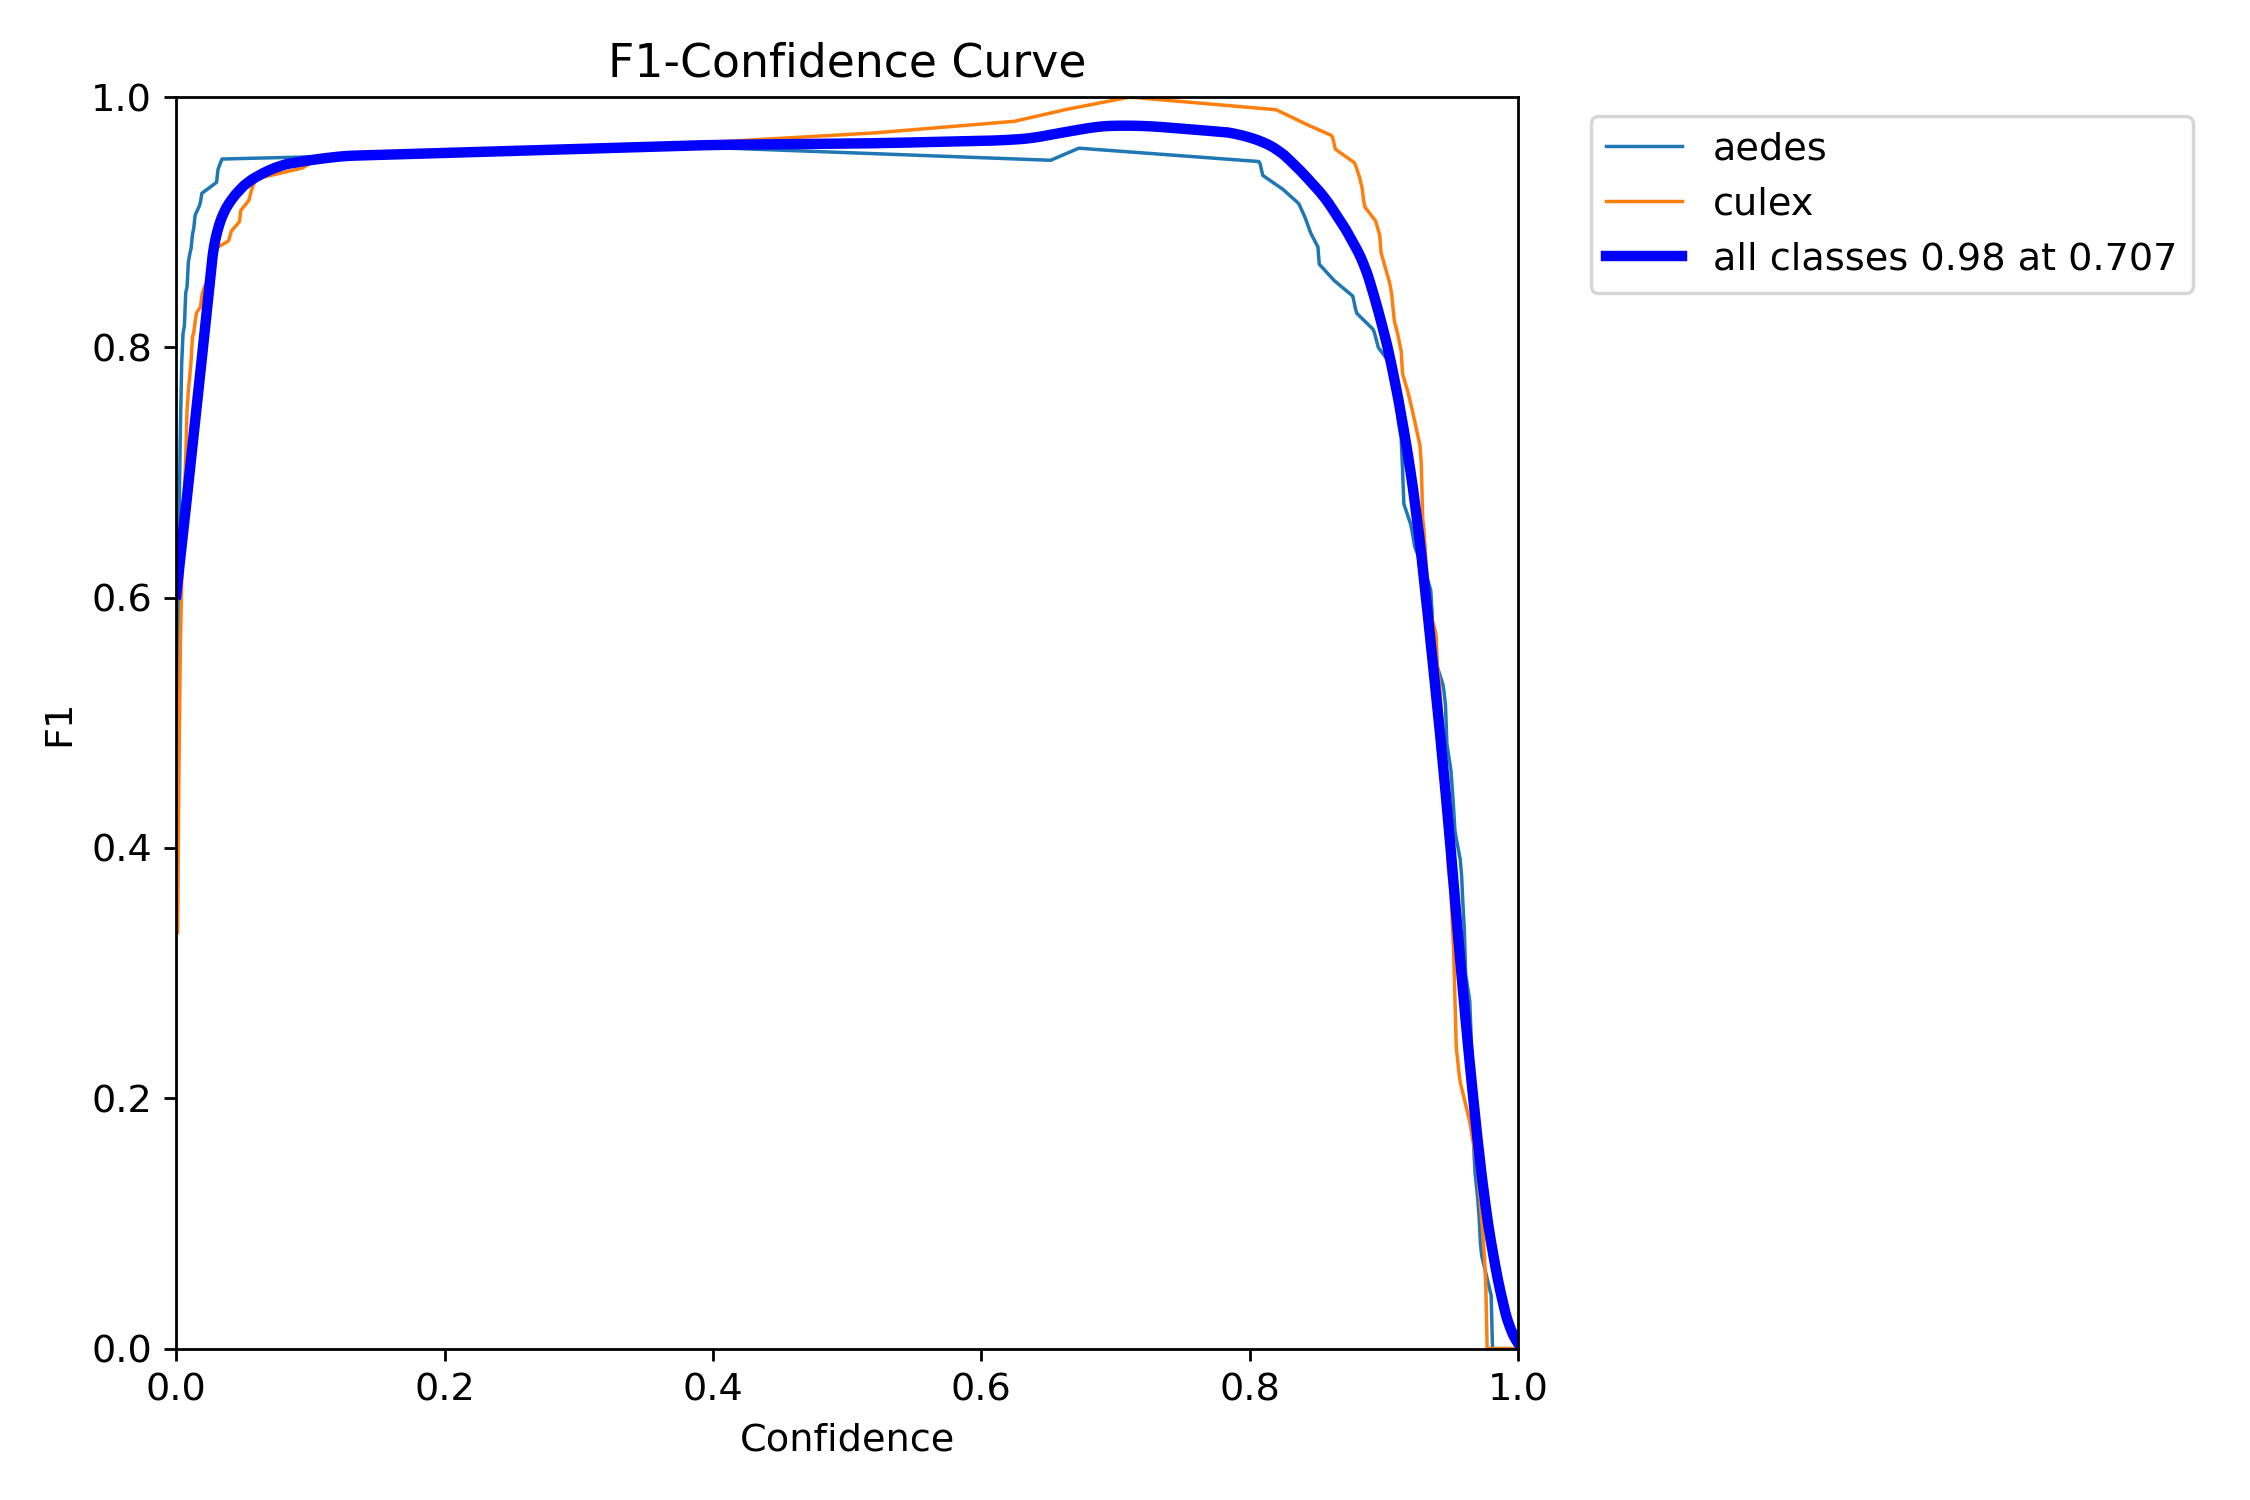 F1-Confidence Curve
1.0
0.8
0.6
0.4
0.2
0.0
F1
0.0 0.2 0.4 0.6 0.8 1.0
Confidence
aedes
culex
all classes 0.98 at 0.707